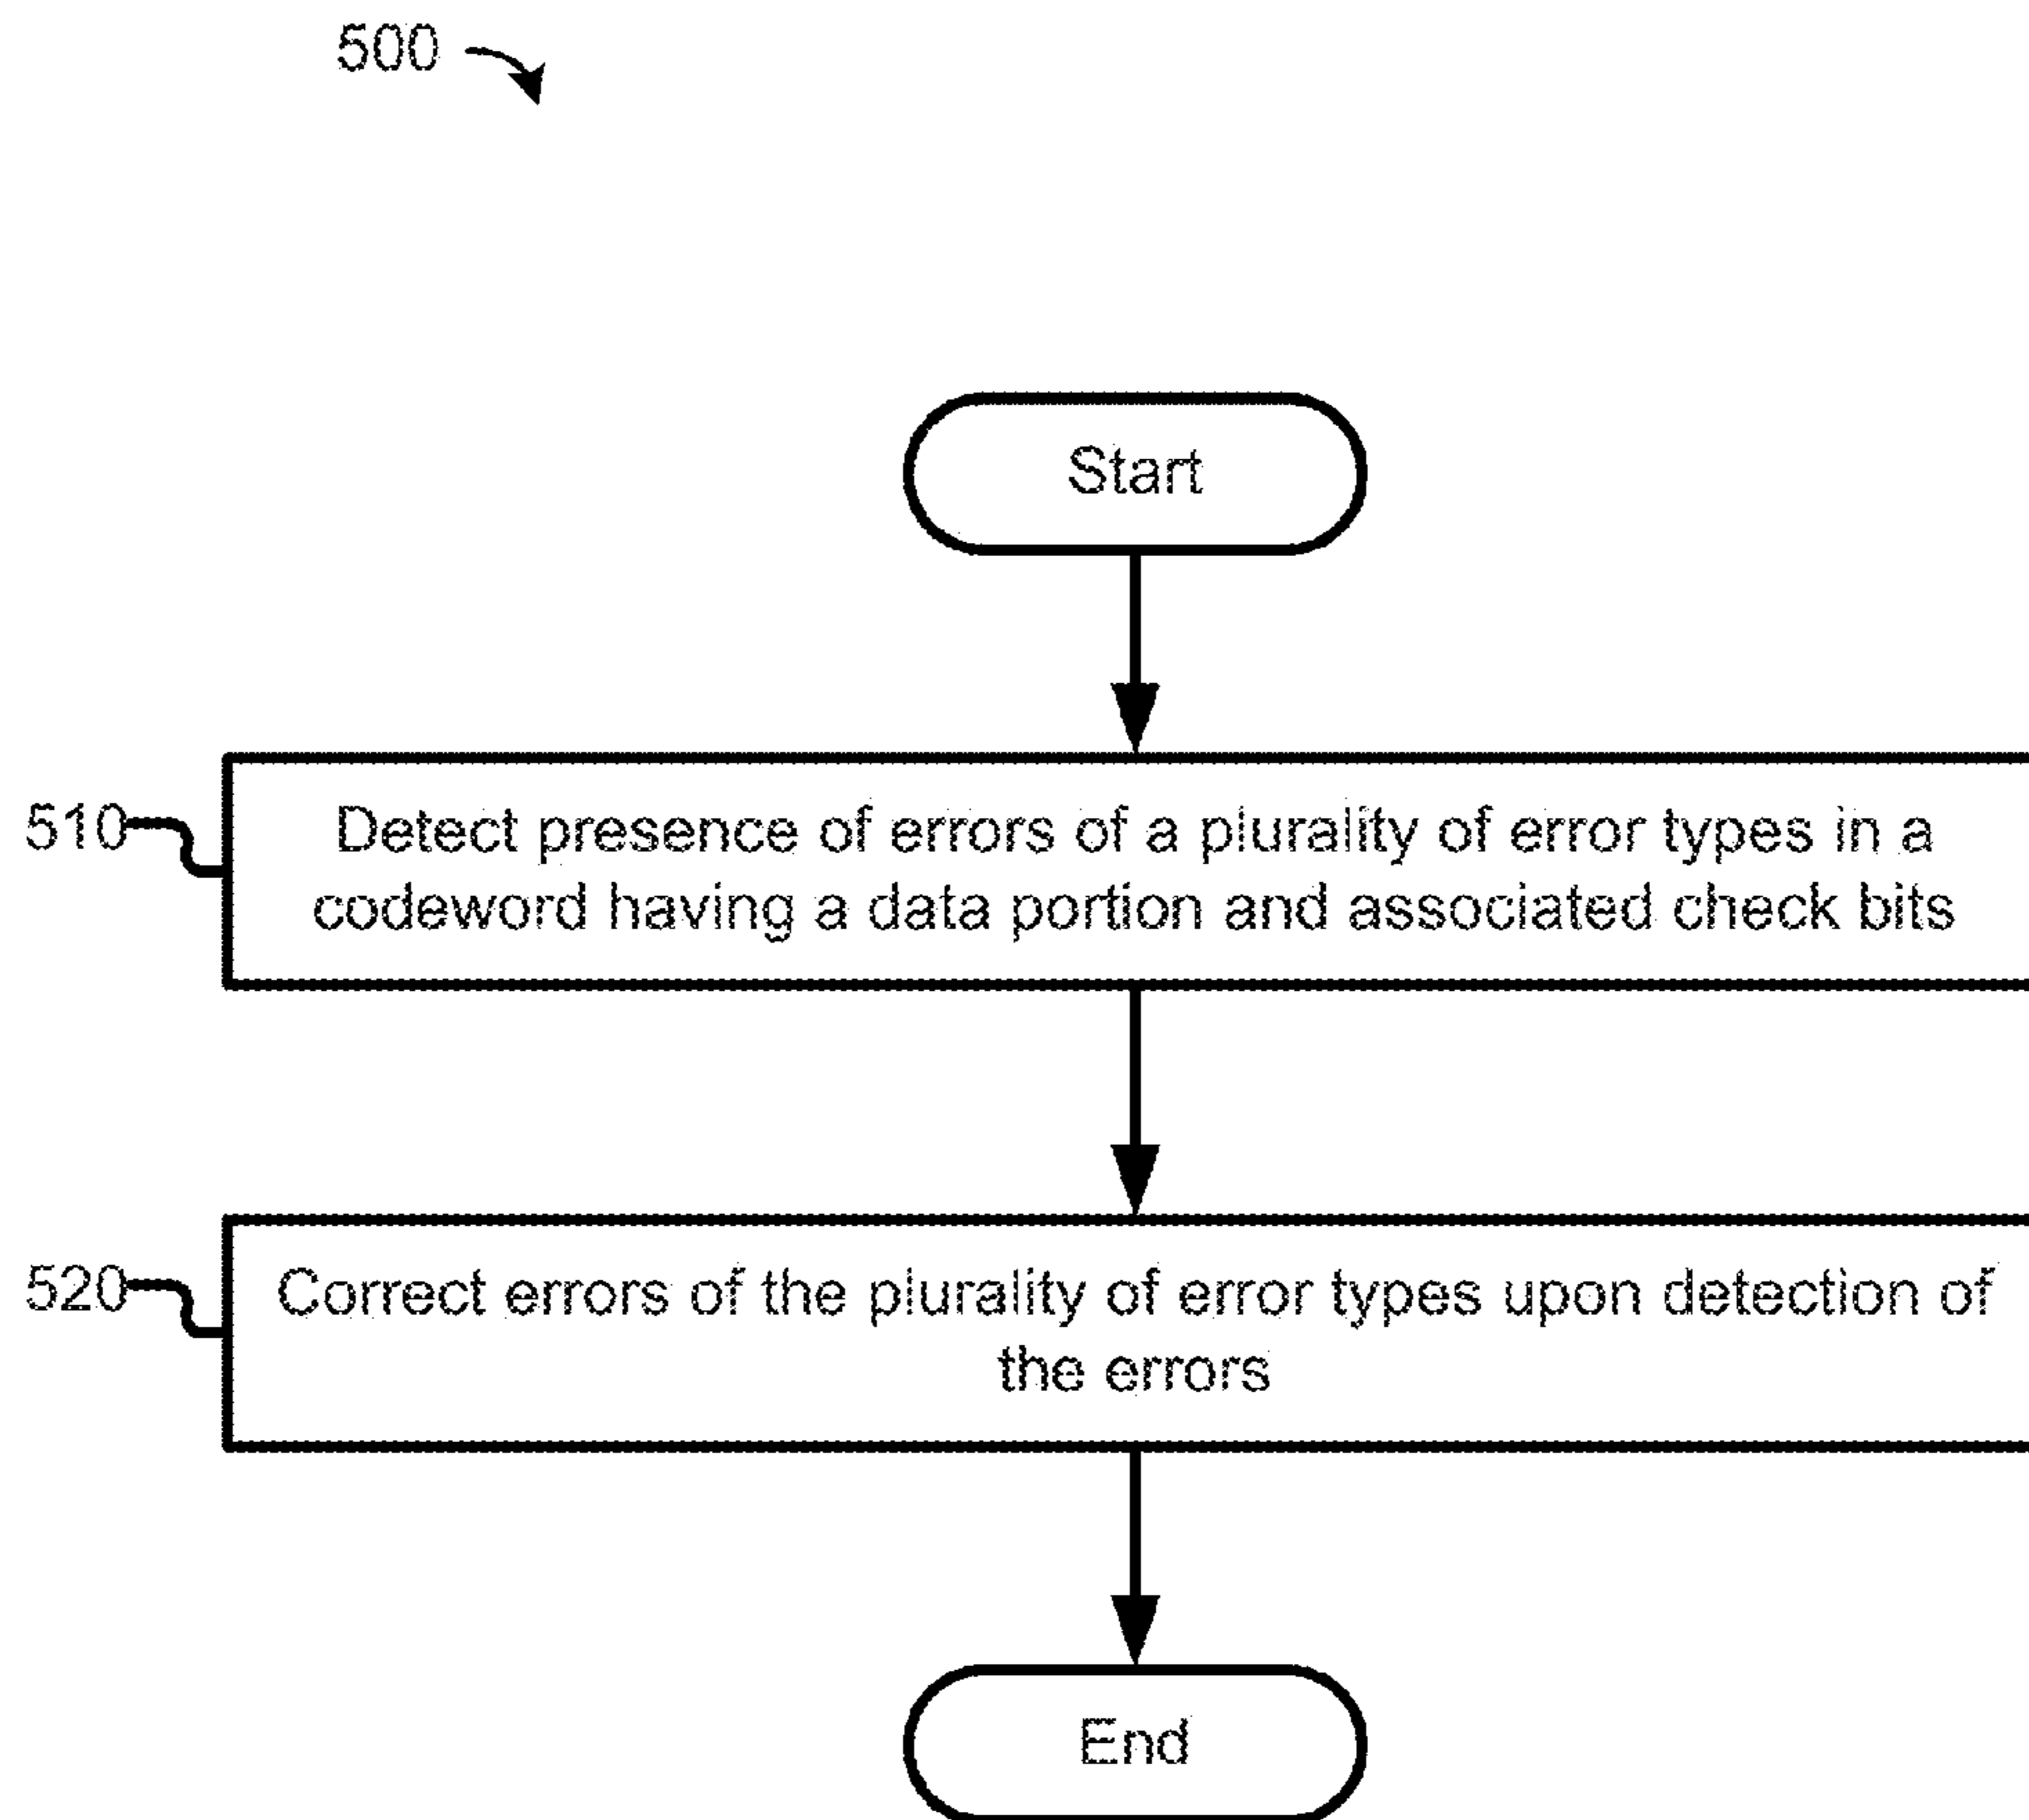 500
Start
510
Detect presence of errors of a plurality of error types in a
codeword having a data portion and associated check bits
520
Correct errors of the plurality of error types upon detection of
the errors
End